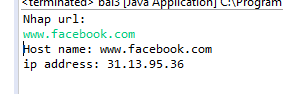 <terminated> bai3 [Java Application] C:\Program
Nhap url:
www.facebook.com
Host name: www.facebook.com
ip address: 31.13.95.36